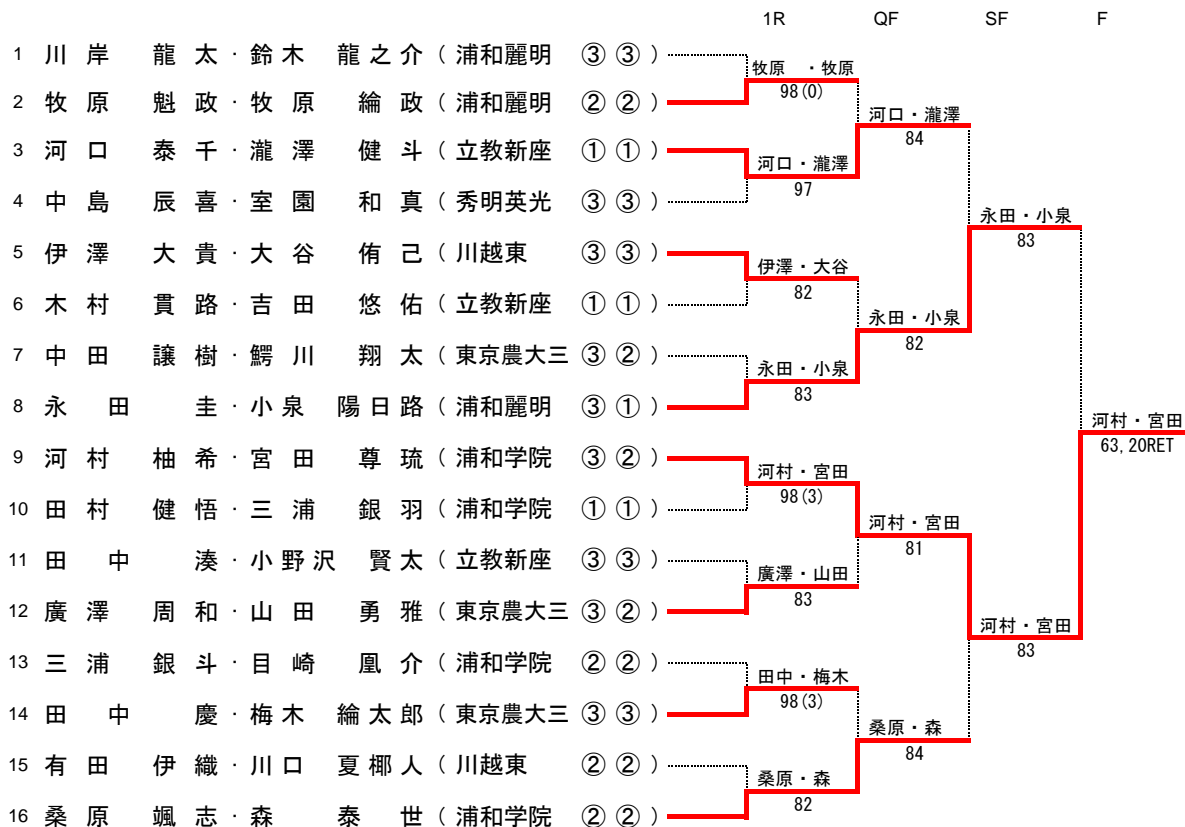 1R QF SF F
1 川岸 龍太・鈴木 龍之介 ( 浦和麗明 ③ ③ )
牧原 ・牧原
98(0)
2 牧原 魁政・牧原 綸政 ( 浦和麗明 ② ② )
河口・瀧澤
84
3 河口 泰千・瀧澤 健斗 ( 立教新座 ① ① )
河口・瀧澤
97
4 中島 辰喜・室園 和真 ( 秀明英光 ③ ③ )
永田・小泉
83
5 伊澤 大貴・大谷 侑己 ( 川越東 ③ ③ )
伊澤・大谷
82
6 木村 貫路・吉田 悠佑 ( 立教新座 ① ① )
永田・小泉
82
7 中田 譲樹・鰐川 翔太 ( 東京農大三 ③ ② )
永田・小泉
83
8 永田 圭・小泉 陽日路 ( 浦和麗明 ③ ① )
河村・宮田
63,20RET
9 河村 柚希・宮田 尊琉 ( 浦和学院 ③ ② )
河村・宮田
98(3)
10 田村 健悟・三浦 銀羽 ( 浦和学院 ① ① )
河村・宮田
81
11 田中 湊・小野沢 賢太 ( 立教新座 ③ ③ )
廣澤・山田
83
12 廣澤 周和・山田 勇雅 ( 東京農大三 ③ ② )
河村・宮田
83
13 三浦 銀斗・目崎 凰介 ( 浦和学院 ② ② )
田中・梅木
98(3)
14 田中 慶・梅木 綸太郎 ( 東京農大三 ③ ③ )
桑原・森
84
15 有田 伊織・川口 夏椰人 ( 川越東 ② ② )
桑原・森
82
16 桑原 颯志・森 泰世 ( 浦和学院 ② ② )